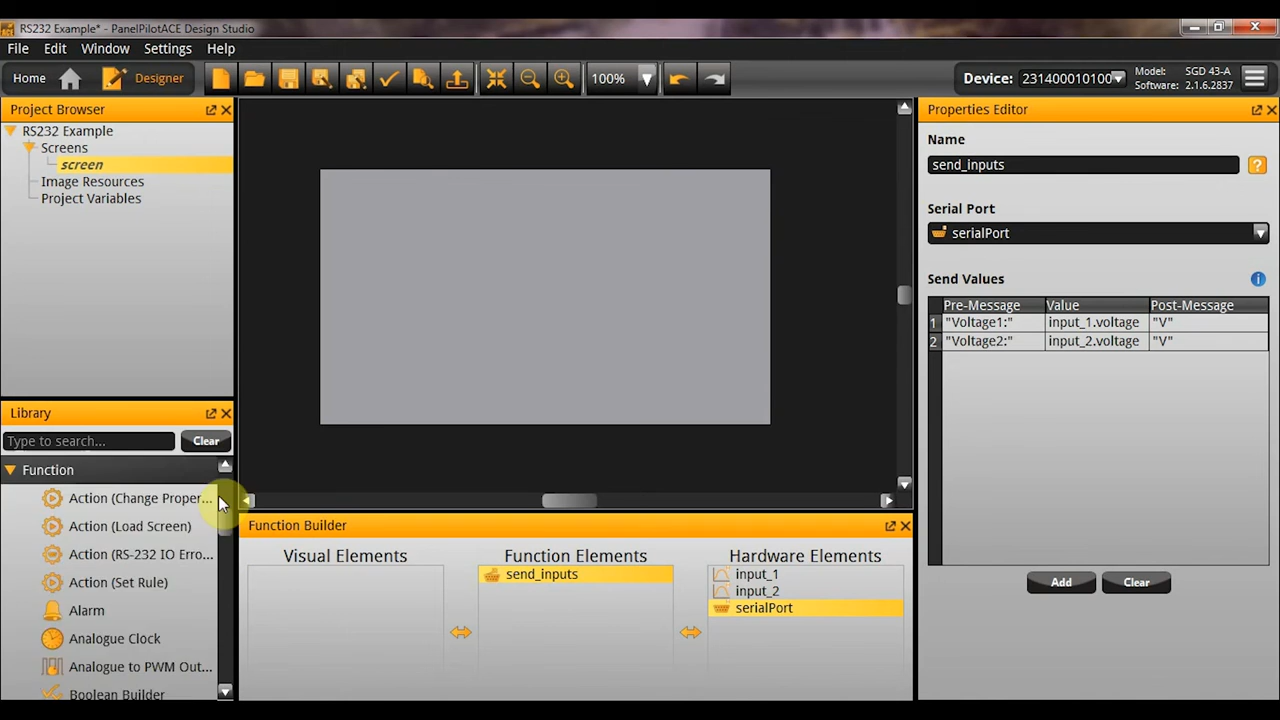 RS232 Example* - PanelPilotACE Design Studio
File Edit Window Settings Help
Home Designer 100% Device: 231400010100 Model: SGD 43-A
Software: 2.1.6.2837
Project Browser
RS232 Example
Screens
screen
Image Resources
Project Variables
Library
Type to search... Clear
Function
Action (Change Proper...
Action (Load Screen)
Action (RS-232 IO Erro...
Action (Set Rule)
Alarm
Analogue Clock
Analogue to PWM Out...
Boolean Builder
Function Builder
Visual Elements Function Elements Hardware Elements
send_inputs input_1
input_2
serialPort
Properties Editor
Name
send_inputs ?
Serial Port
serialPort
Send Values i
Pre-Message Value Post-Message
1 "Voltage1:" input_1.voltage "V"
2 "Voltage2:" input_2.voltage "V"
Add Clear